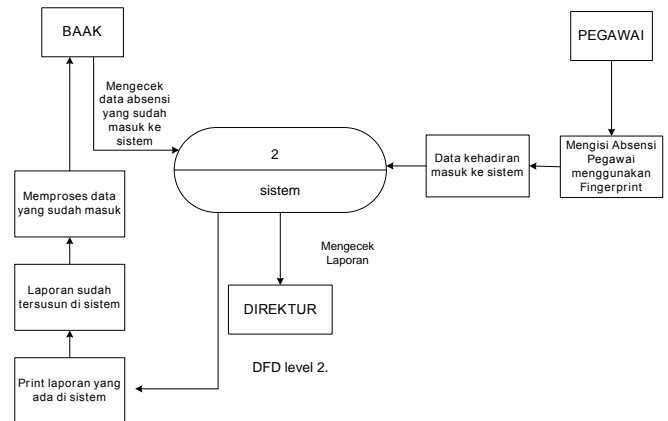 BAAK
PEGAWAI
Mengecek
data absensi
yang sudah
masuk ke
sistem
2
sistem
Data kehadiran
masuk ke sistem
Mengisi Absensi
Pegawai
menggunakan
Fingerprint
Memproses data
yang sudah masuk
Mengecek
Laporan
Laporan sudah
tersusun di sistem
DIREKTUR
DFD level 2.
Print laporan yang
ada di sistem